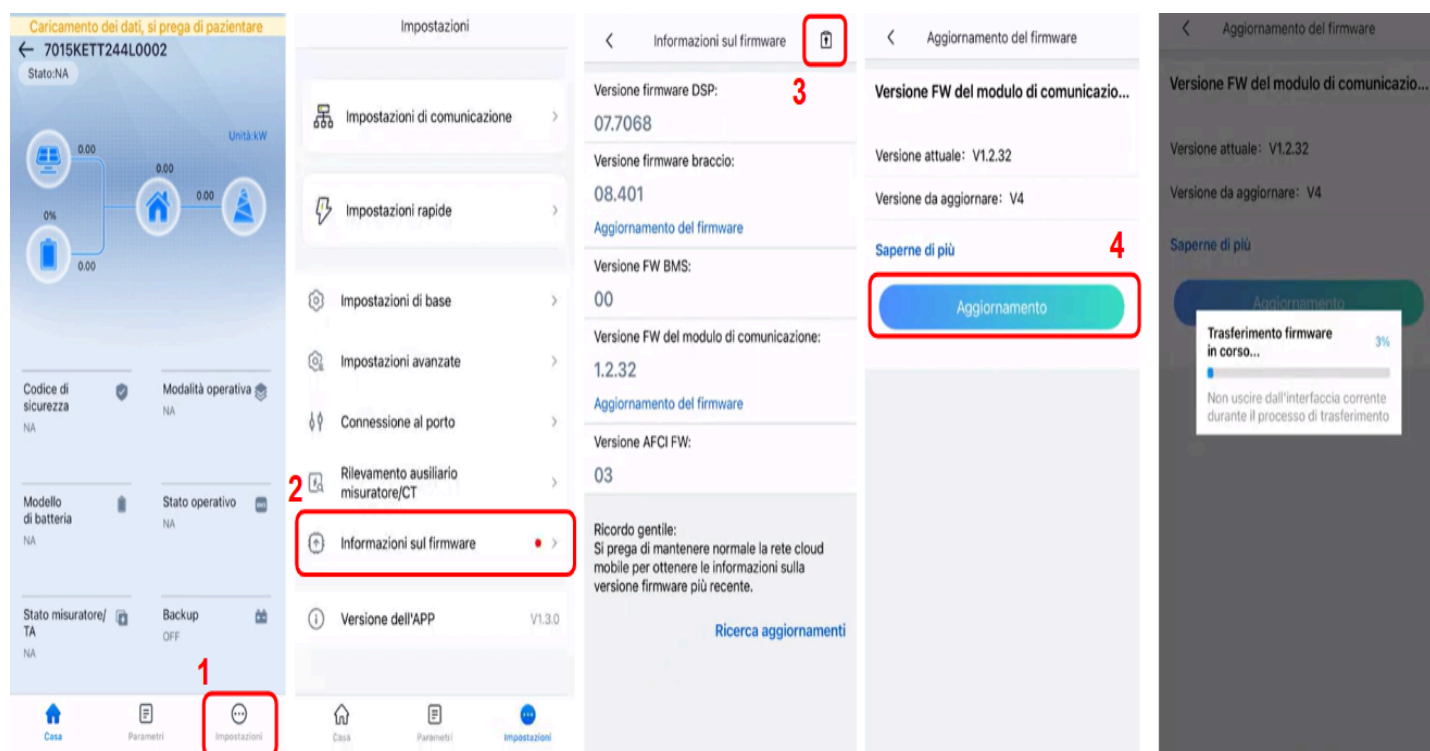 Caricamento dei dati, si prega di pazientare
7015KETT244L0002
Stato:NA
Unità:kW
0.00
0.00
0.00
0%
0.00
Codice di
sicurezza
NA
Modalità operativa
NA
Modello
di batteria
NA
Stato operativo
NA
Stato misuratore/
TA
NA
Backup
OFF
1
Casa
Parametri
Impostazioni
Impostazioni
Impostazioni di comunicazione
Impostazioni rapide
Impostazioni di base
Impostazioni avanzate
Connessione al porto
Rilevamento ausiliario
misuratore/CT
2
Informazioni sul firmware
Versione dell'APP
V1.3.0
Casa
Parametri
Impostazioni
Informazioni sul firmware
3
Versione firmware DSP:
07.7068
Versione firmware braccio:
08.401
Aggiornamento del firmware
Versione FW BMS:
00
Versione FW del modulo di comunicazione:
1.2.32
Aggiornamento del firmware
Versione AFCI FW:
03
Ricordo gentile:
Si prega di mantenere normale la rete cloud
mobile per ottenere le informazioni sulla
versione firmware più recente.
Ricerca aggiornamenti
Aggiornamento del firmware
Versione FW del modulo di comunicazio...
Versione attuale: V1.2.32
Versione da aggiornare: V4
Saperne di più
4
Aggiornamento
Aggiornamento del firmware
Versione FW del modulo di comunicazio...
Versione attuale: V1.2.32
Versione da aggiornare: V4
Saperne di più
Aggiornamento
Trasferimento firmware
in corso...
3%
Non uscire dall'interfaccia corrente
durante il processo di trasferimento